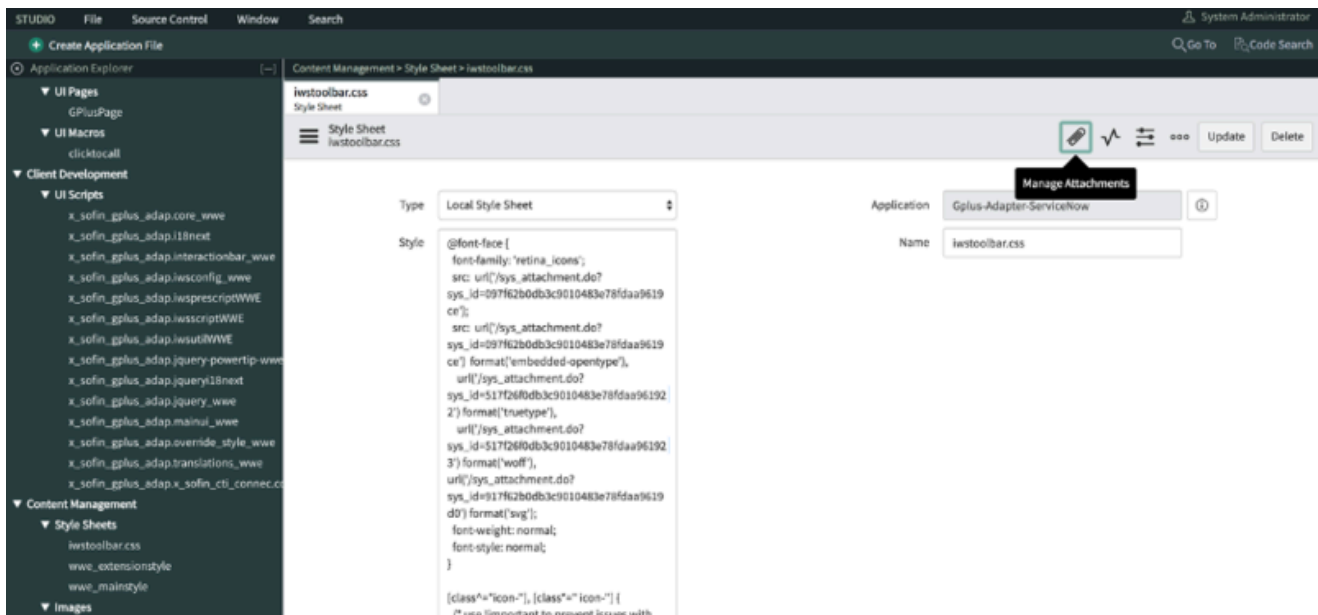 STUDIO File Source Control Window Search System Administrator
Create Application File Go To Code Search
Application Explorer [—] Content Management > Style Sheet > iwstoolbar.css
▼ UI Pages
GPlusPage
▼ UI Macros
clicktocall
▼ Client Development
▼ UI Scripts
x_sofin_gplus_adap.core_wwe
x_sofin_gplus_adap.i18next
x_sofin_gplus_adap.interactionbar_wwe
x_sofin_gplus_adap.iwsconfig_wwe
x_sofin_gplus_adap.iwsprescriptWWE
x_sofin_gplus_adap.iwsscriptWWE
x_sofin_gplus_adap.iwsutilWWE
x_sofin_gplus_adap.jquery-powertip-wwe
x_sofin_gplus_adap.jqueryi18next
x_sofin_gplus_adap.jquery_wwe
x_sofin_gplus_adap.mainui_wwe
x_sofin_gplus_adap.override_style_wwe
x_sofin_gplus_adap.translations_wwe
x_sofin_gplus_adap.x_sofin_cti_connec.co
▼ Content Management
▼ Style Sheets
iwstoolbar.css
wwe_extensionstyle
wwe_mainstyle
▼ Images
iwstoolbar.css
Style Sheet
Style Sheet
iwstoolbar.css
Update Delete
Manage Attachments
Type Local Style Sheet
Application Gplus-Adapter-ServiceNow
Name iwstoolbar.css
Style
@font-face {
font-family: 'retina_icons';
src: url('/sys_attachment.do?
sys_id=097f62b0db3c9010483e78fdaa9619
ce');
src: url('/sys_attachment.do?
sys_id=097f62b0db3c9010483e78fdaa9619
ce') format('embedded-opentype'),
url('/sys_attachment.do?
sys_id=517f26f0db3c9010483e78fdaa96192
2') format('truetype'),
url('/sys_attachment.do?
sys_id=517f26f0db3c9010483e78fdaa96192
3') format('woff'),
url('/sys_attachment.do?
sys_id=917f62b0db3c9010483e78fdaa9619
d0') format('svg');
font-weight: normal;
font-style: normal;
}
[class^="icon-"], [class*=" icon-"] {
/* use !important to prevent issues with